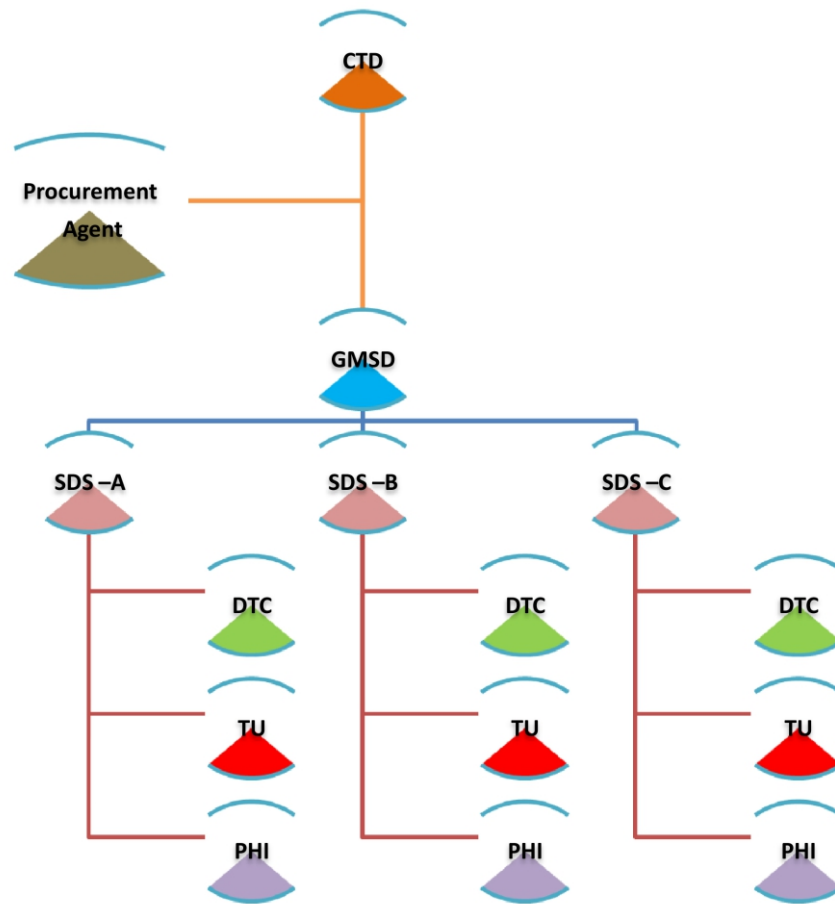 CTD
Procurement
Agent
GMSD
SDS –A
SDS –B
SDS –C
DTC
DTC
DTC
TU
TU
TU
PHI
PHI
PHI